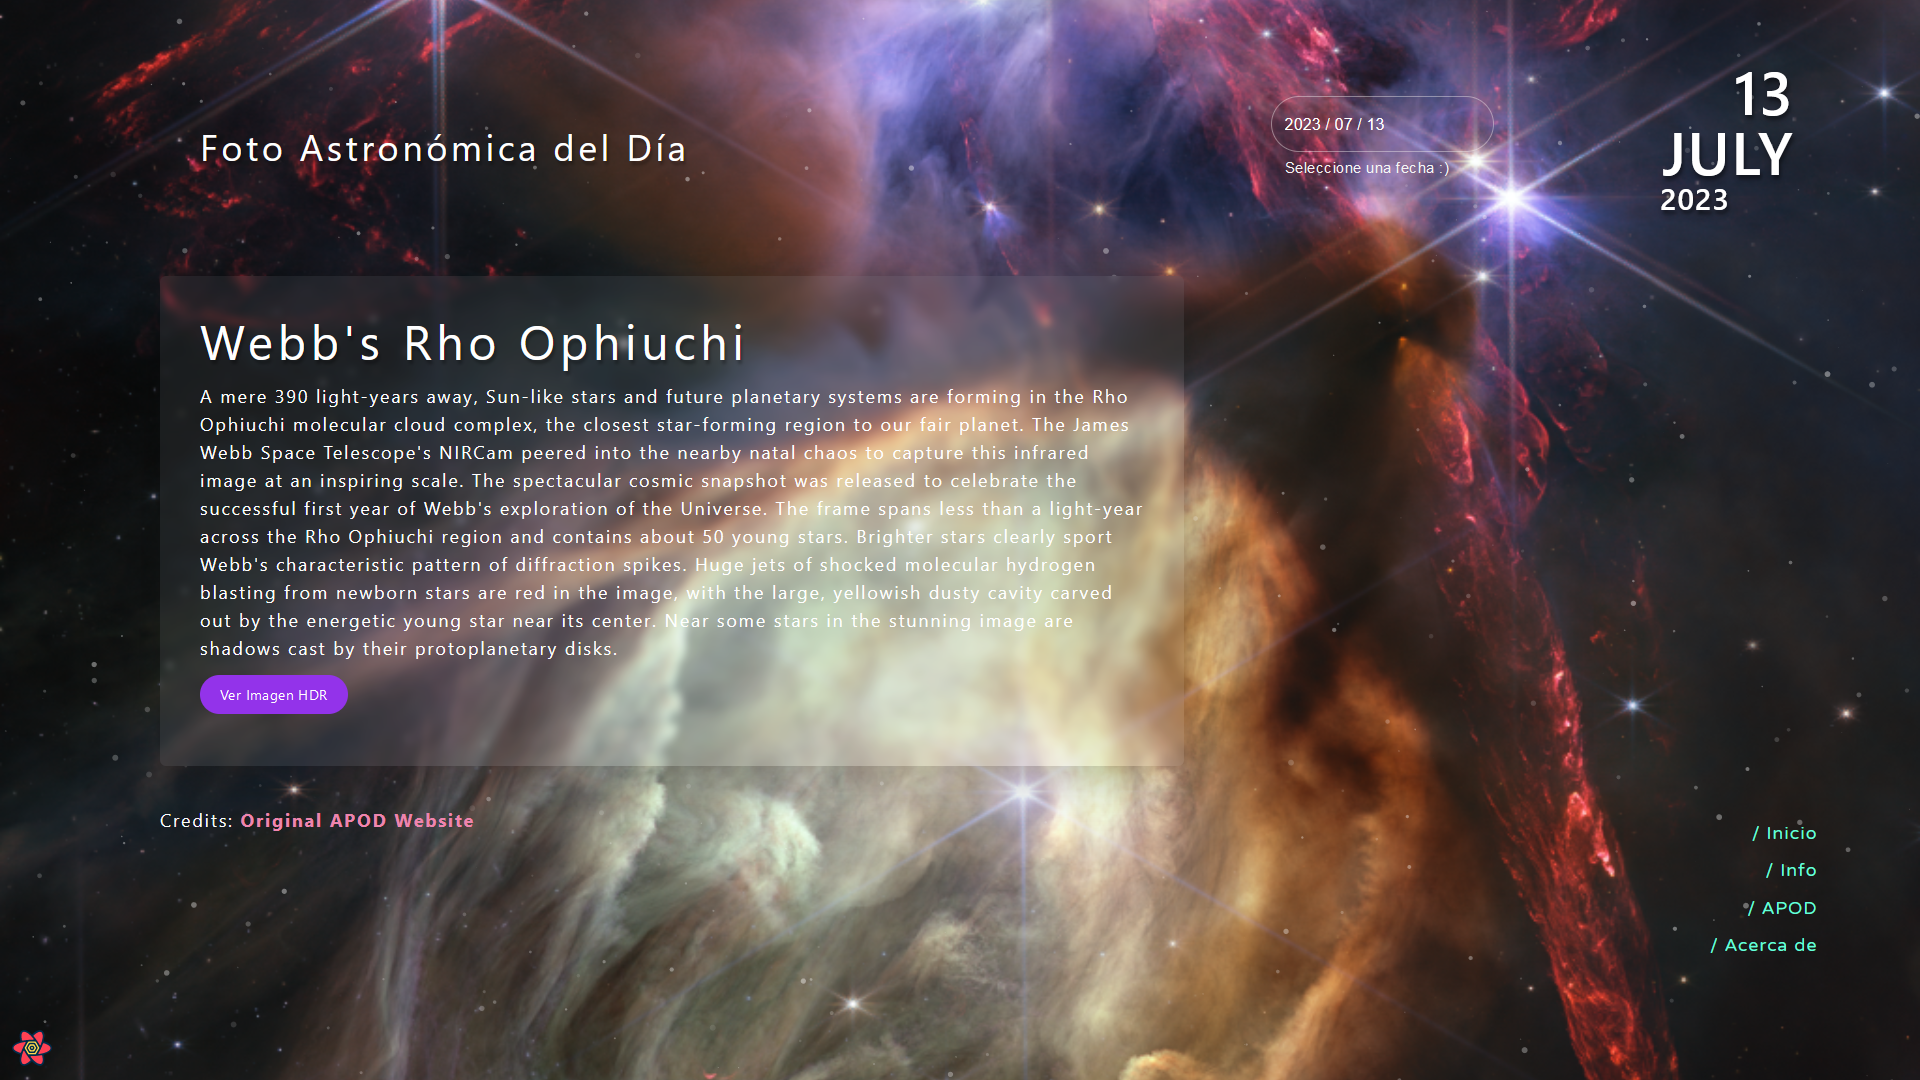 Foto Astronómica del Día
2023 / 07 / 13
Seleccione una fecha :)
13
JULY
2023
Webb's Rho Ophiuchi
A mere 390 light-years away, Sun-like stars and future planetary systems are forming in the Rho
Ophiuchi molecular cloud complex, the closest star-forming region to our fair planet. The James
Webb Space Telescope's NIRCam peered into the nearby natal chaos to capture this infrared
image at an inspiring scale. The spectacular cosmic snapshot was released to celebrate the
successful first year of Webb's exploration of the Universe. The frame spans less than a light-year
across the Rho Ophiuchi region and contains about 50 young stars. Brighter stars clearly sport
Webb's characteristic pattern of diffraction spikes. Huge jets of shocked molecular hydrogen
blasting from newborn stars are red in the image, with the large, yellowish dusty cavity carved
out by the energetic young star near its center. Near some stars in the stunning image are
shadows cast by their protoplanetary disks.
Ver Imagen HDR
Credits: Original APOD Website
/ Inicio
/ Info
/ APOD
/ Acerca de